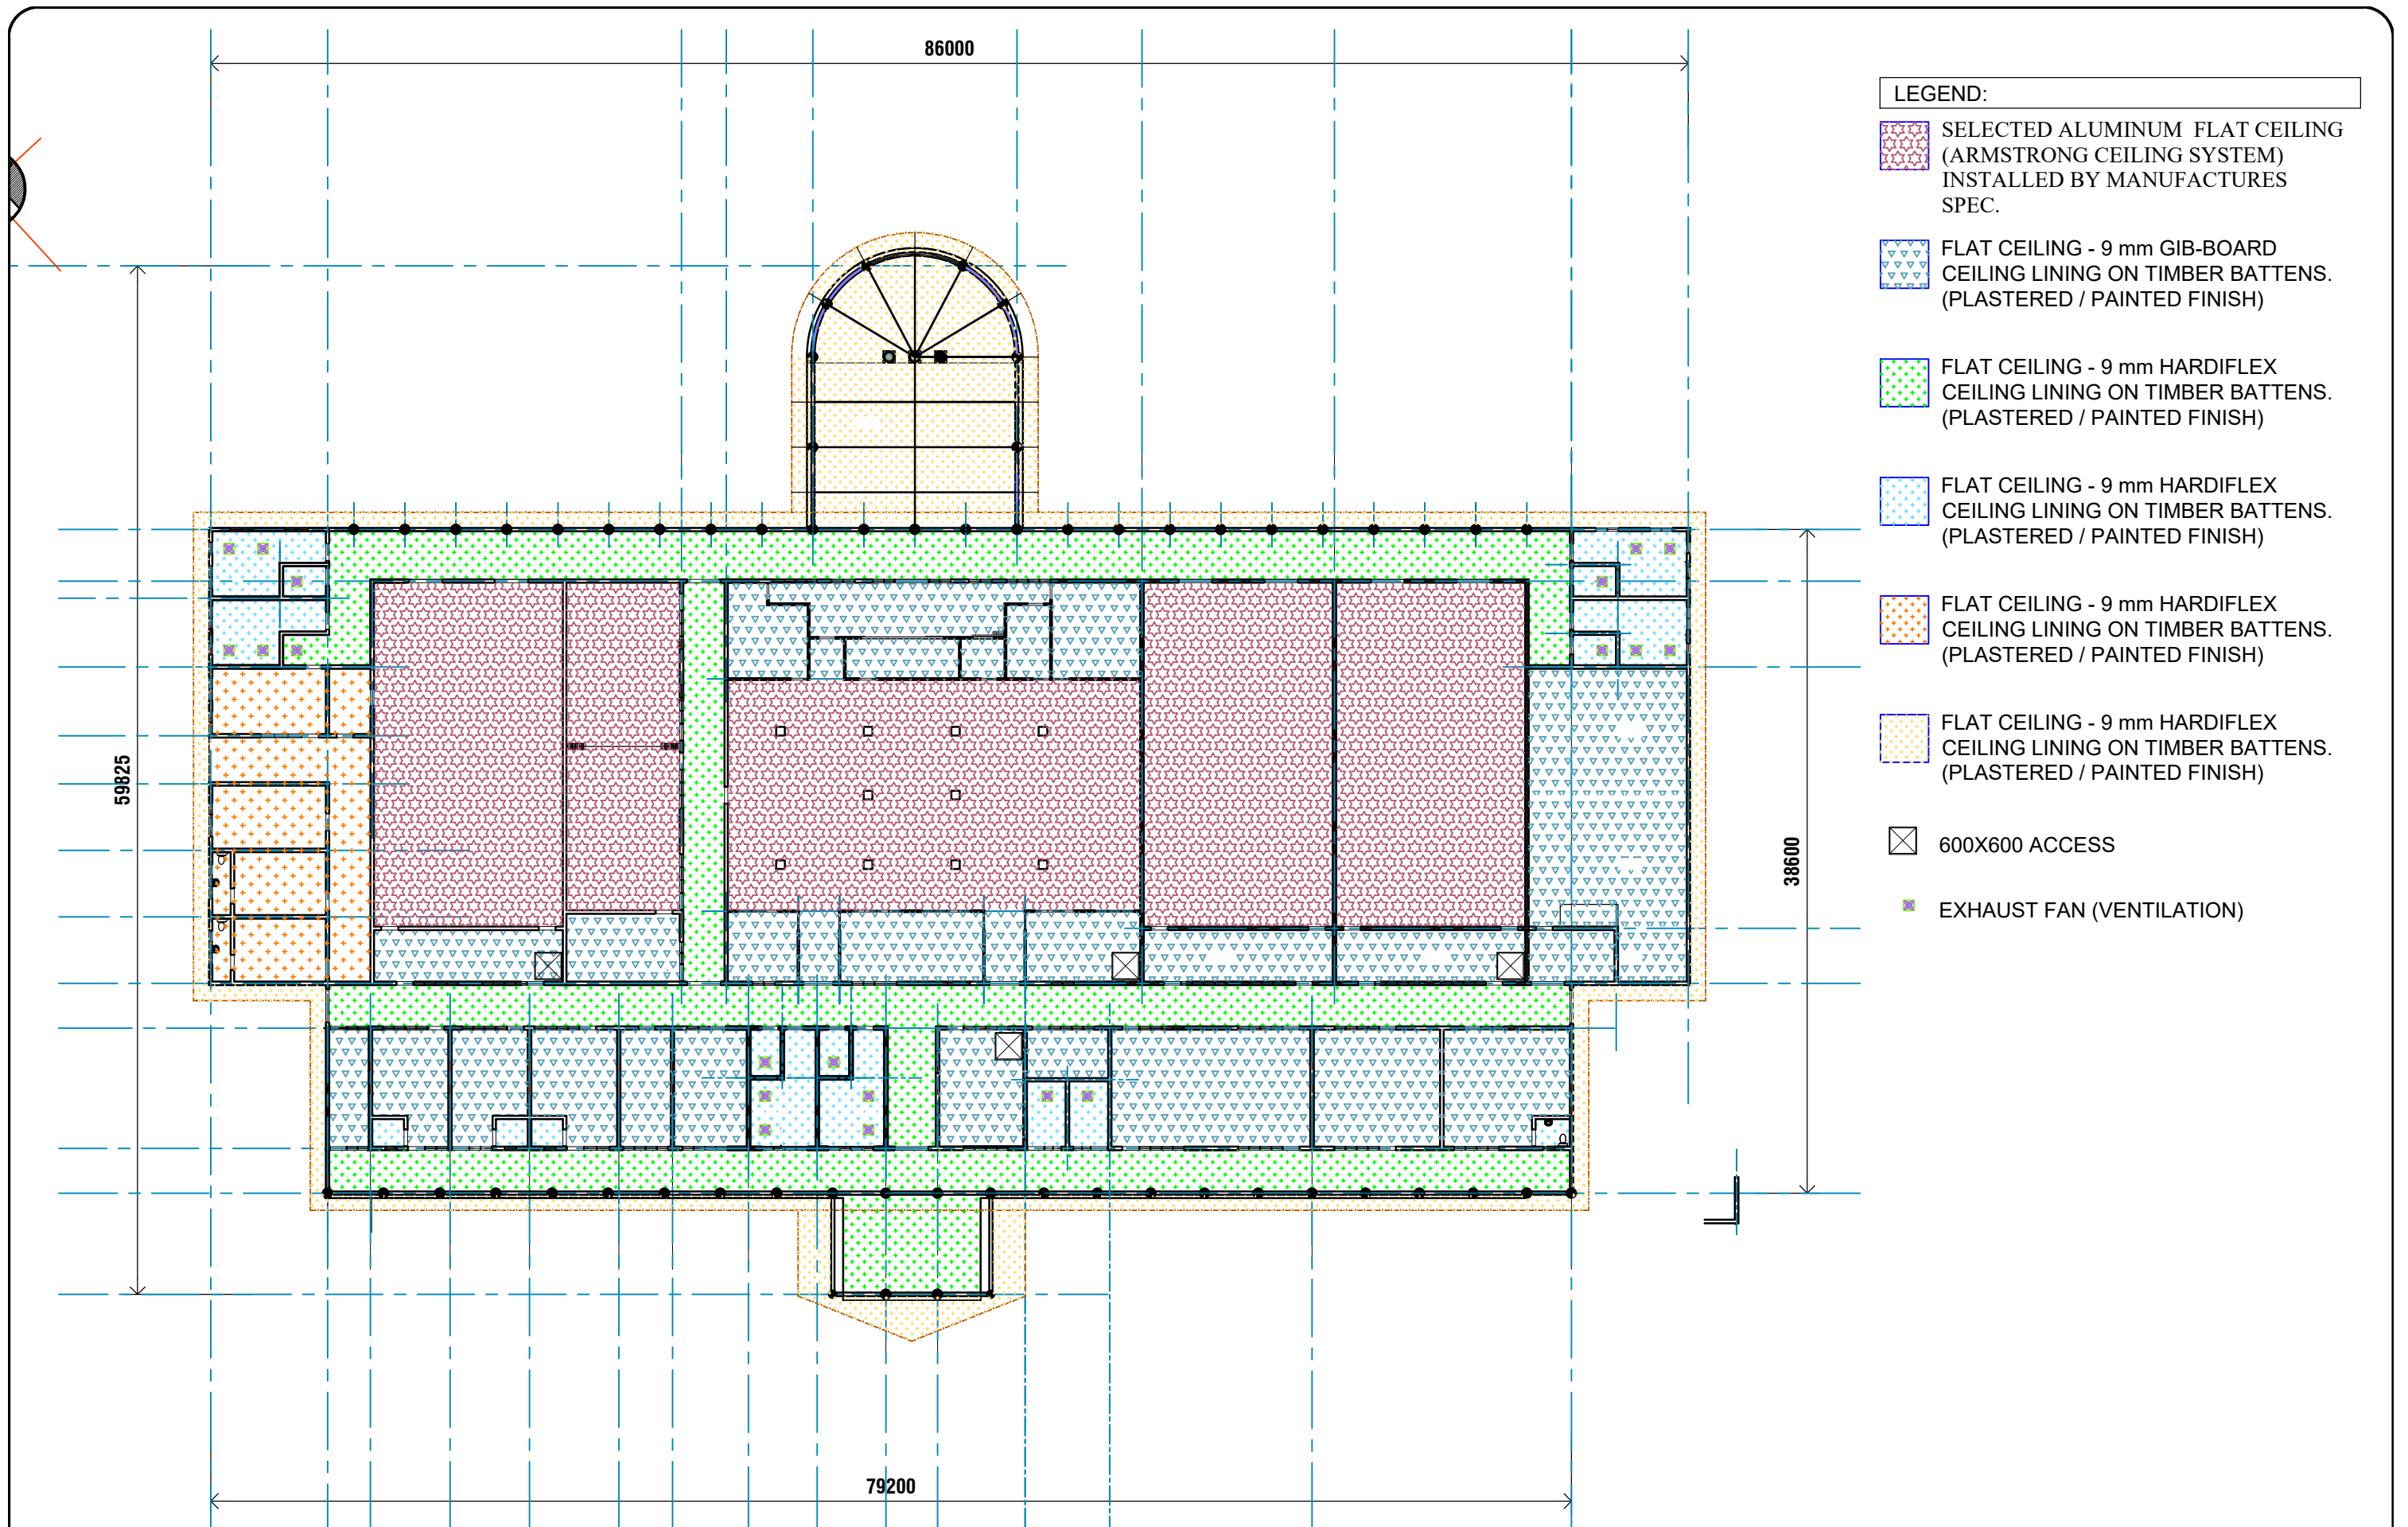 86000
LEGEND:
SELECTED ALUMINUM FLAT CEILING
(ARMSTRONG CEILING SYSTEM)
INSTALLED BY MANUFACTURES
SPEC.
FLAT CEILING - 9 mm GIB-BOARD
CEILING LINING ON TIMBER BATTENS.
(PLASTERED / PAINTED FINISH)
FLAT CEILING - 9 mm HARDIFLEX
CEILING LINING ON TIMBER BATTENS.
(PLASTERED / PAINTED FINISH)
FLAT CEILING - 9 mm HARDIFLEX
CEILING LINING ON TIMBER BATTENS.
(PLASTERED / PAINTED FINISH)
FLAT CEILING - 9 mm HARDIFLEX
CEILING LINING ON TIMBER BATTENS.
(PLASTERED / PAINTED FINISH)
FLAT CEILING - 9 mm HARDIFLEX
CEILING LINING ON TIMBER BATTENS.
(PLASTERED / PAINTED FINISH)
600X600 ACCESS
EXHAUST FAN (VENTILATION)
59825
38600
79200